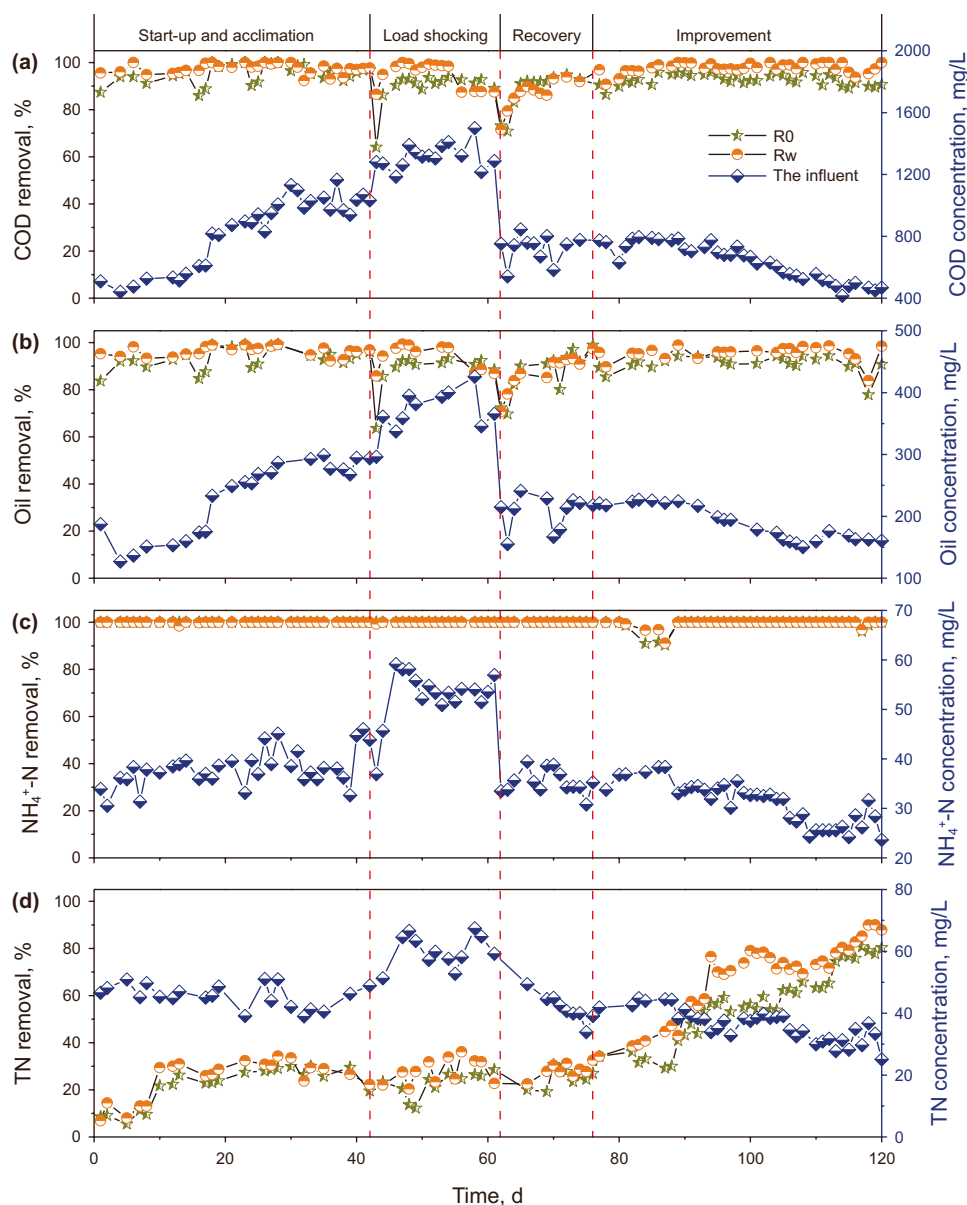 Start-up and acclimation Load shocking Recovery Improvement
(a)
100
80
60
40
20
0
COD removal, %
2000
1600
1200
800
400
COD concentration, mg/L
R0
Rw
The influent
(b)
100
80
60
40
20
0
Oil removal, %
500
400
300
200
100
Oil concentration, mg/L
(c)
100
80
60
40
20
0
NH₄⁺-N removal, %
70
60
50
40
30
20
NH₄⁺-N concentration, mg/L
(d)
100
80
60
40
20
0
TN removal, %
80
60
40
20
0
TN concentration, mg/L
0 20 40 60 80 100 120
Time, d